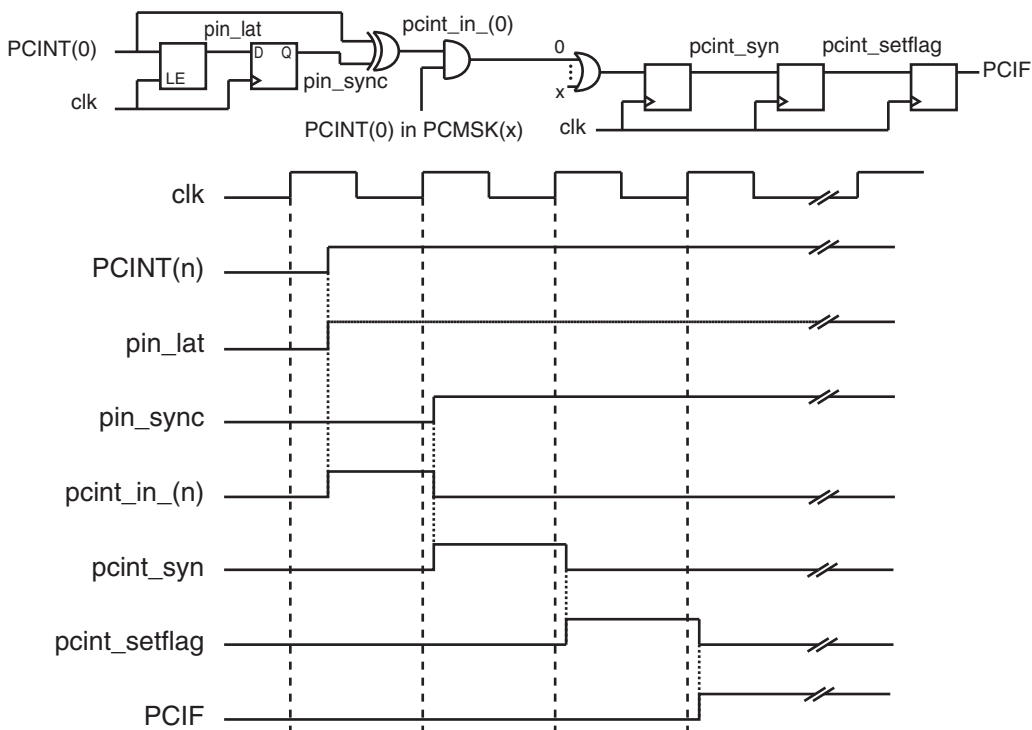 PCINT(0)
pin_lat
D Q
LE
clk
pin_sync
pcint_in_(0)
PCINT(0) in PCMSK(x)
0
x
clk
pcint_syn
pcint_setflag
PCIF
clk
PCINT(n)
pin_lat
pin_sync
pcint_in_(n)
pcint_syn
pcint_setflag
PCIF